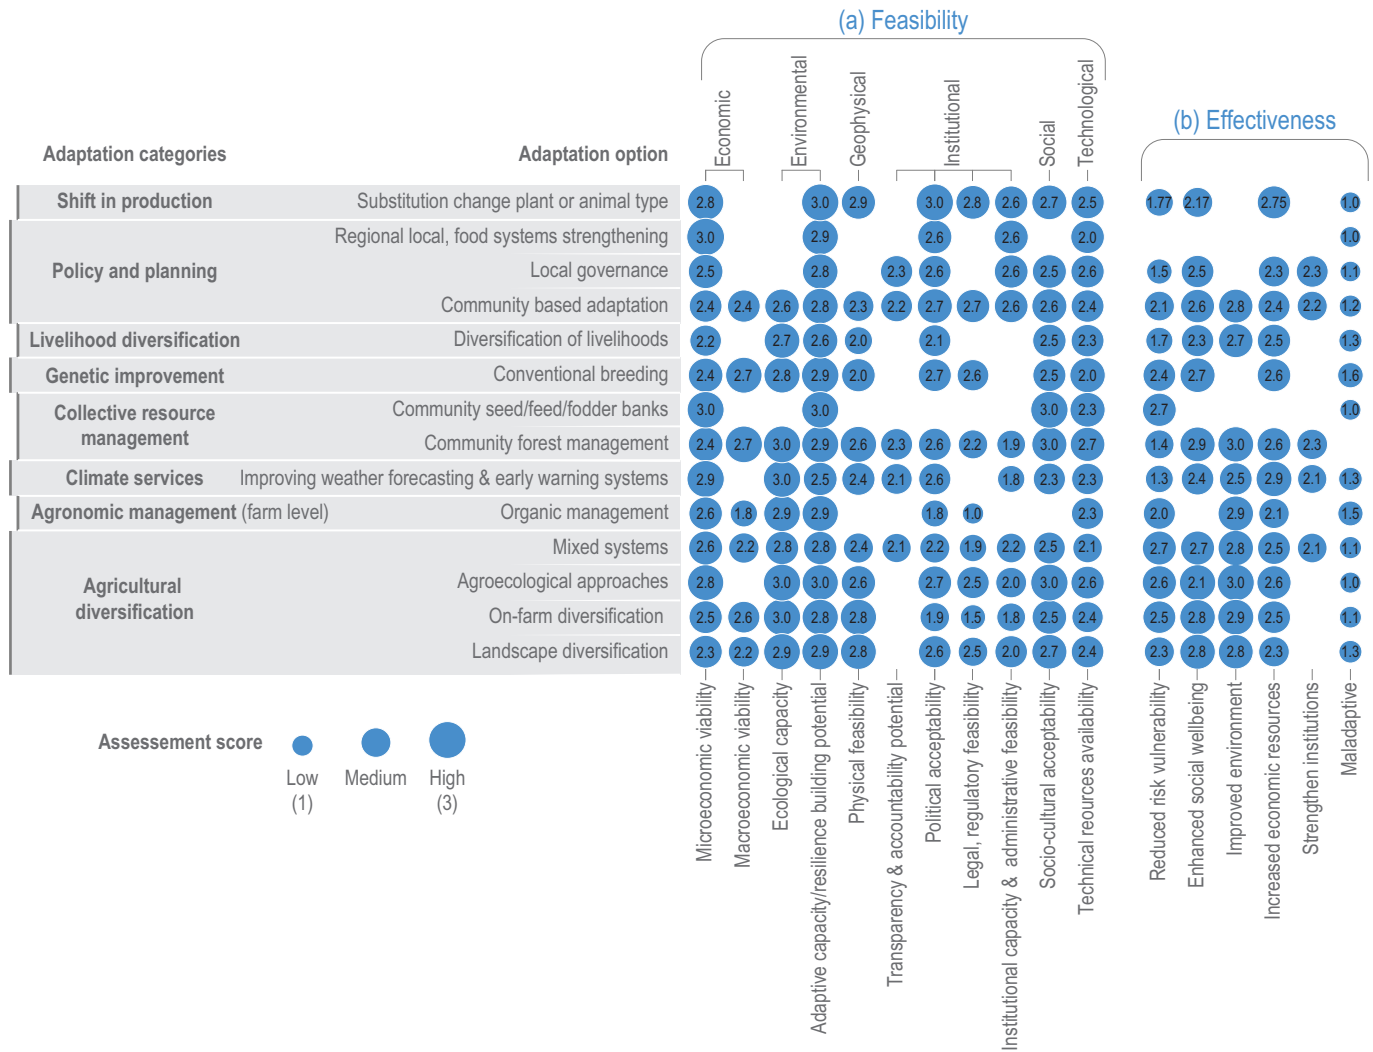 (a) Feasibility
Economic
Environmental
Geophysical
Institutional
Social
Technological
(b) Effectiveness
Adaptation categories
Adaptation option
Shift in production
Substitution change plant or animal type
2.8 3.0 2.9 3.0 2.8 2.6 2.7 2.5 1.77 2.17 2.75 1.0
Regional local, food systems strengthening
3.0 2.9 2.6 2.6 2.0 1.0
Policy and planning
Local governance
2.5 2.8 2.3 2.6 2.6 2.5 2.6 1.5 2.5 2.3 2.3 1.1
Community based adaptation
2.4 2.4 2.6 2.8 2.3 2.2 2.7 2.7 2.6 2.6 2.4 2.1 2.6 2.8 2.4 2.2 1.2
Livelihood diversification
Diversification of livelihoods
2.2 2.7 2.6 2.0 2.1 2.5 2.3 1.7 2.3 2.7 2.5 1.3
Genetic improvement
Conventional breeding
2.4 2.7 2.8 2.9 2.0 2.7 2.6 2.5 2.0 2.4 2.7 2.6 1.6
Collective resource
management
Community seed/feed/fodder banks
3.0 3.0 3.0 2.3 2.7 1.0
Community forest management
2.4 2.7 3.0 2.9 2.6 2.3 2.6 2.2 1.9 3.0 2.7 1.4 2.9 3.0 2.6 2.3
Climate services
Improving weather forecasting & early warning systems
2.9 3.0 2.5 2.4 2.1 2.6 1.8 2.3 2.3 1.3 2.4 2.5 2.9 2.1 1.3
Agronomic management (farm level)
Organic management
2.6 1.8 2.9 2.9 1.8 1.0 2.3 2.0 2.9 2.1 1.5
Mixed systems
2.6 2.2 2.8 2.8 2.4 2.1 2.2 1.9 2.2 2.5 2.1 2.7 2.7 2.8 2.5 2.1 1.1
Agricultural
diversification
Agroecological approaches
2.8 3.0 3.0 2.6 2.7 2.5 2.0 3.0 2.6 2.6 2.1 3.0 2.6 1.0
On-farm diversification
2.5 2.6 3.0 2.8 2.8 1.9 1.5 1.8 2.5 2.4 2.5 2.8 2.9 2.5 1.1
Landscape diversification
2.3 2.2 2.9 2.9 2.8 2.6 2.5 2.0 2.7 2.4 2.3 2.8 2.8 2.3 1.3
Microeconomic viability
Macroeconomic viability
Ecological capacity
Adaptive capacity/resilience building potential
Physical feasibility
Transparency & accountability potential
Political acceptability
Legal, regulatory feasibility
Institutional capacity & administrative feasibility
Socio-cultural acceptability
Technical reources availability
Reduced risk vulnerability
Enhanced social wellbeing
Improved environment
Increased economic resources
Strengthen institutions
Maladaptive
Assessement score
Low
(1)
Medium
High
(3)